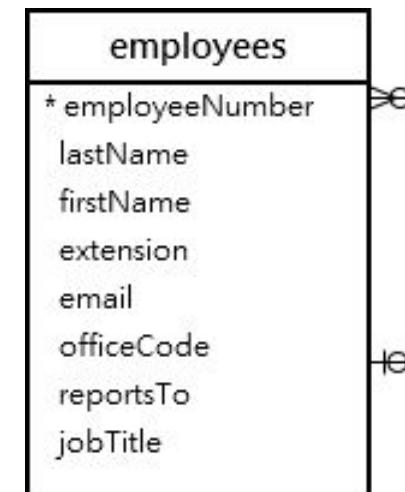 employees
* employeeNumber
lastName
firstName
extension
email
officeCode
reportsTo
jobTitle